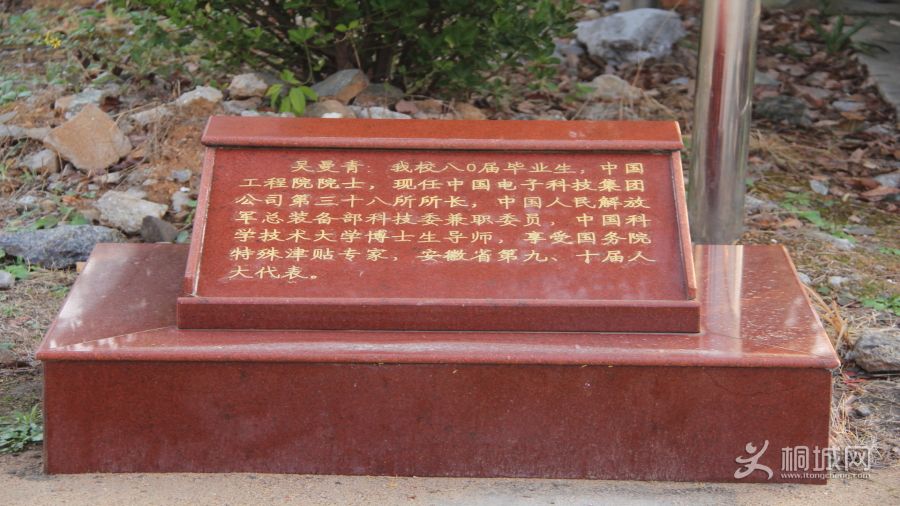 吴曼青：我校八0届毕业生，中国
工程院院士，现任中国电子科技集团
公司第三十八所所长，中国人民解放
军总装备部科技委兼职委员，中国科
学技术大学博士生导师，享受国务院
特殊津贴专家，安徽省第九、十届人
大代表。
桐城网
www.itongcheng.com